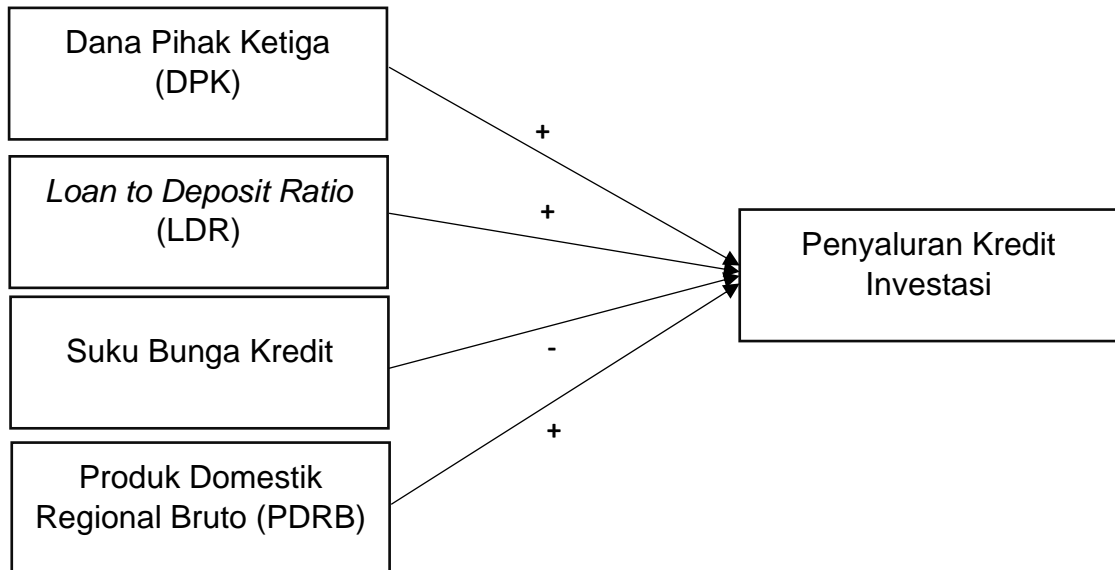 Dana Pihak Ketiga
(DPK)
+
Loan to Deposit Ratio
(LDR)
+
Penyaluran Kredit
Investasi
Suku Bunga Kredit
-
+
Produk Domestik
Regional Bruto (PDRB)